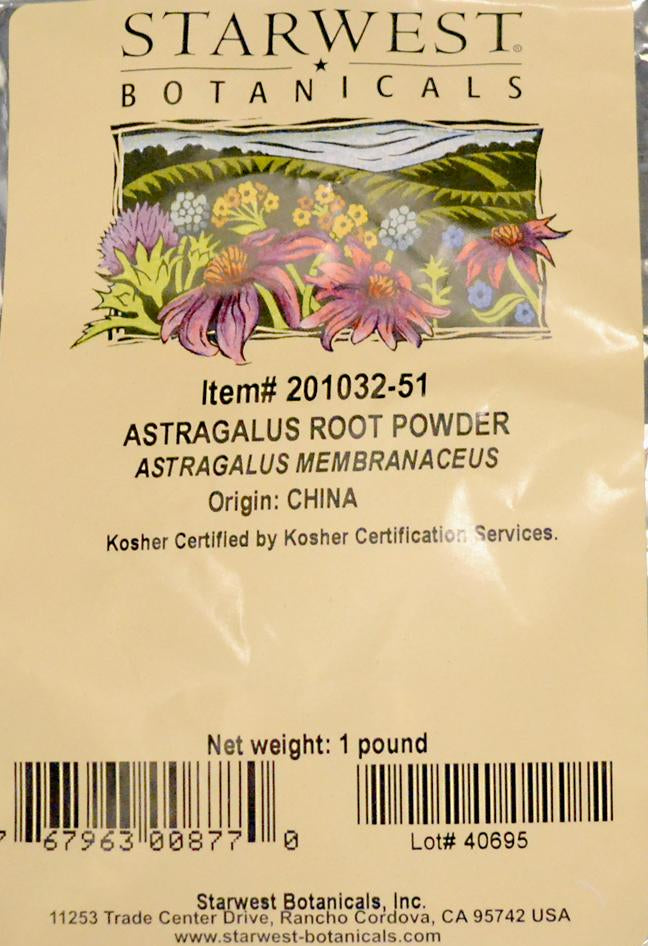 STARWEST®
BOTANICALS
Item# 201032-51
ASTRAGALUS ROOT POWDER
ASTRAGALUS MEMBRANACEUS
Origin: CHINA
Kosher Certified by Kosher Certification Services.
Net weight: 1 pound
7 67963 00877 0
Lot# 40695
Starwest Botanicals, Inc.
11253 Trade Center Drive, Rancho Cordova, CA 95742 USA
www.starwest-botanicals.com